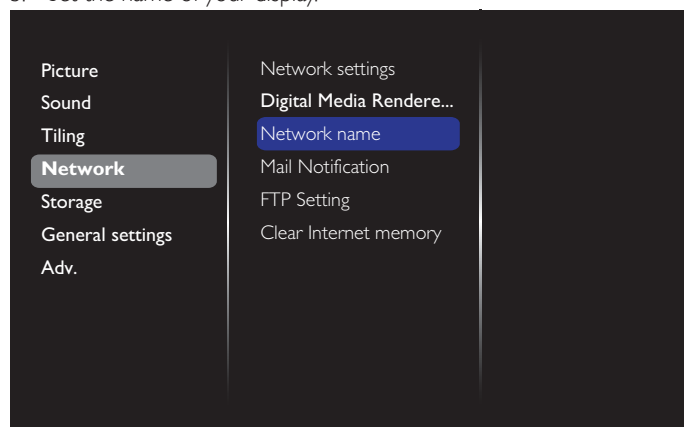 Picture
Sound
Tiling
Network
Storage
General settings
Adv.
Network settings
Digital Media Rendere...
Network name
Mail Notification
FTP Setting
Clear Internet memory